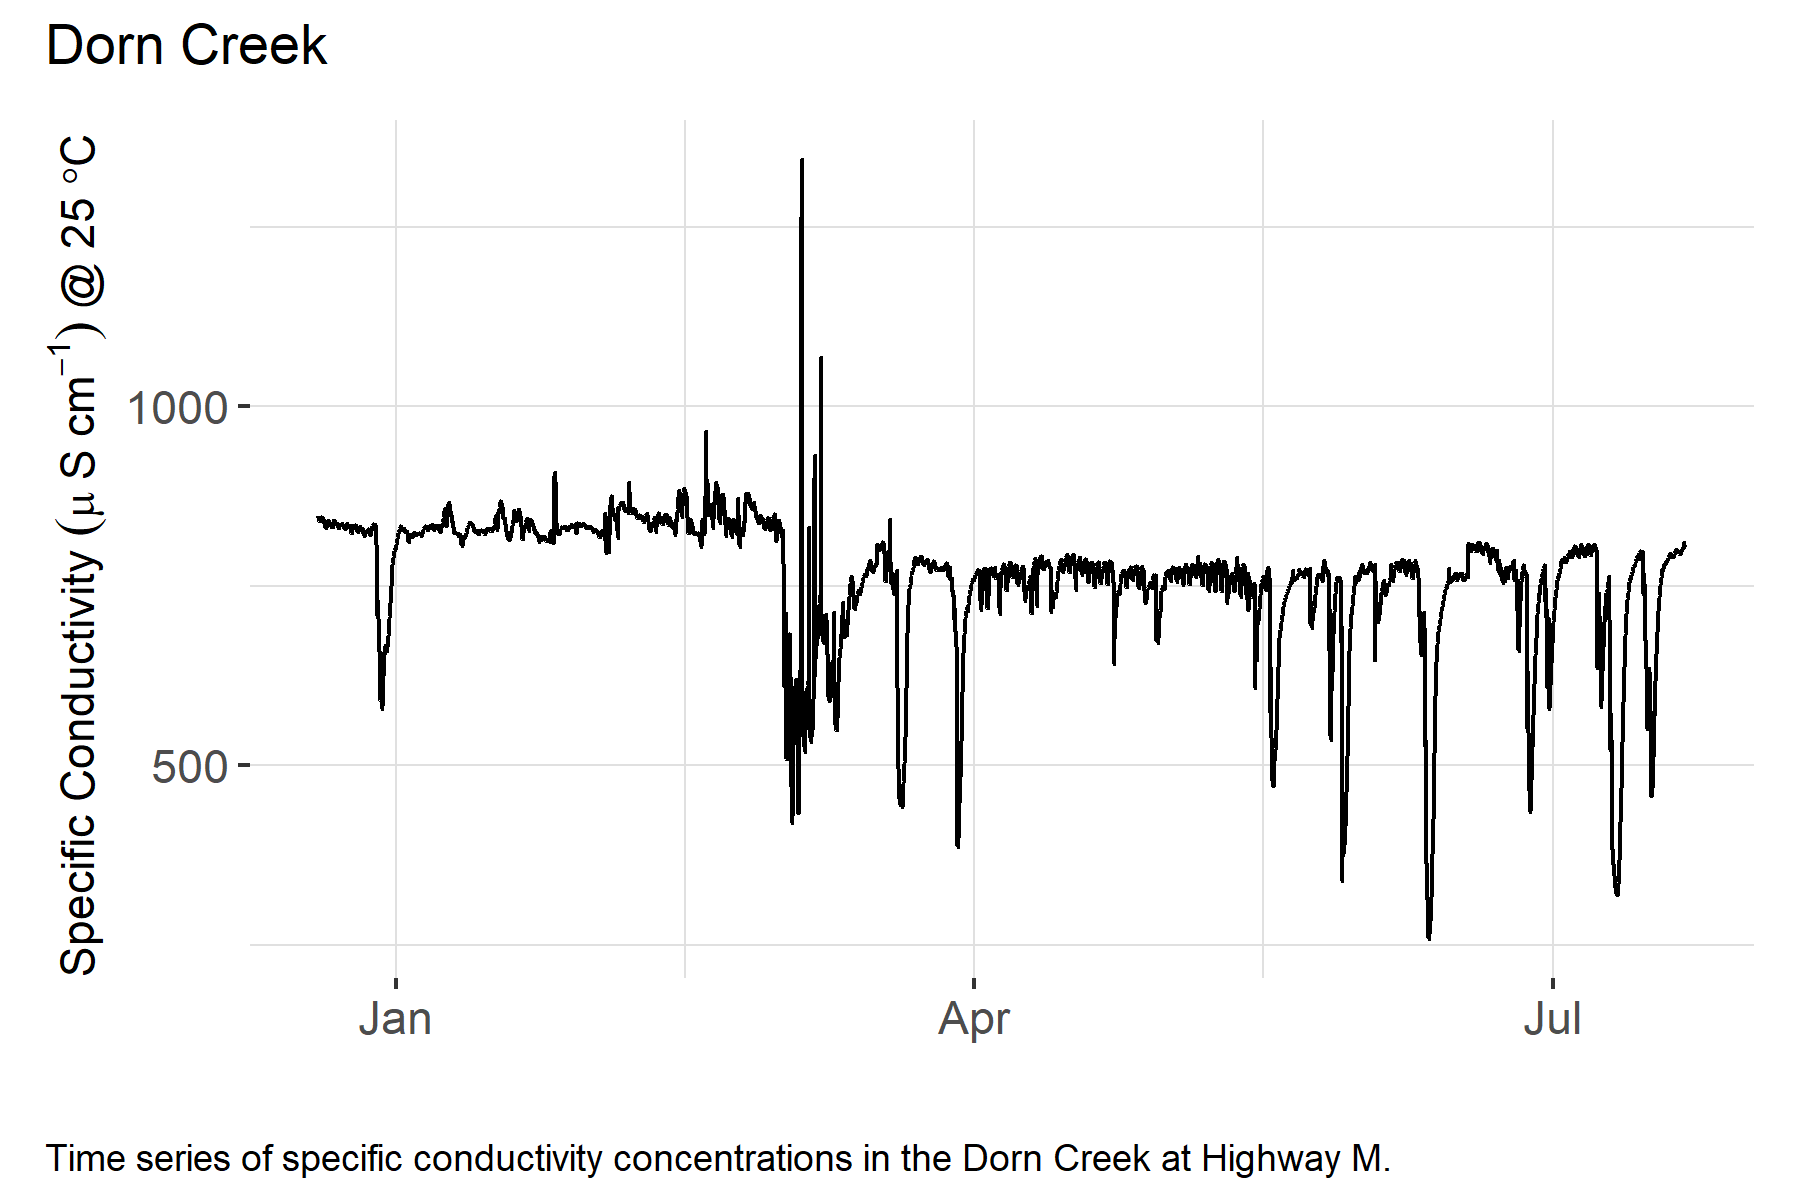 Dorn Creek
Specific Conductivity (μ S cm⁻¹) @ 25 °C
1000
500
Jan Apr Jul
Time series of specific conductivity concentrations in the Dorn Creek at Highway M.